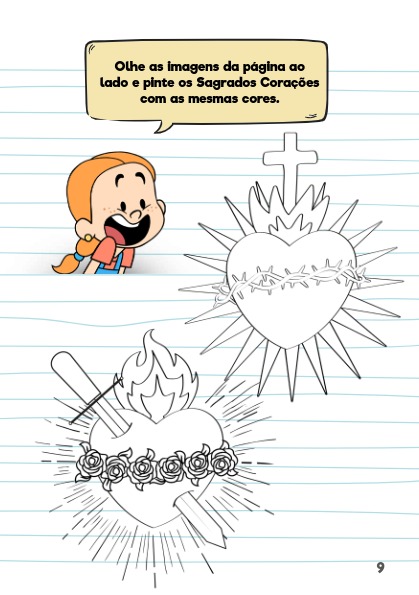 Olhe as imagens da página ao
lado e pinte os Sagrados Corações
com as mesmas cores.
9